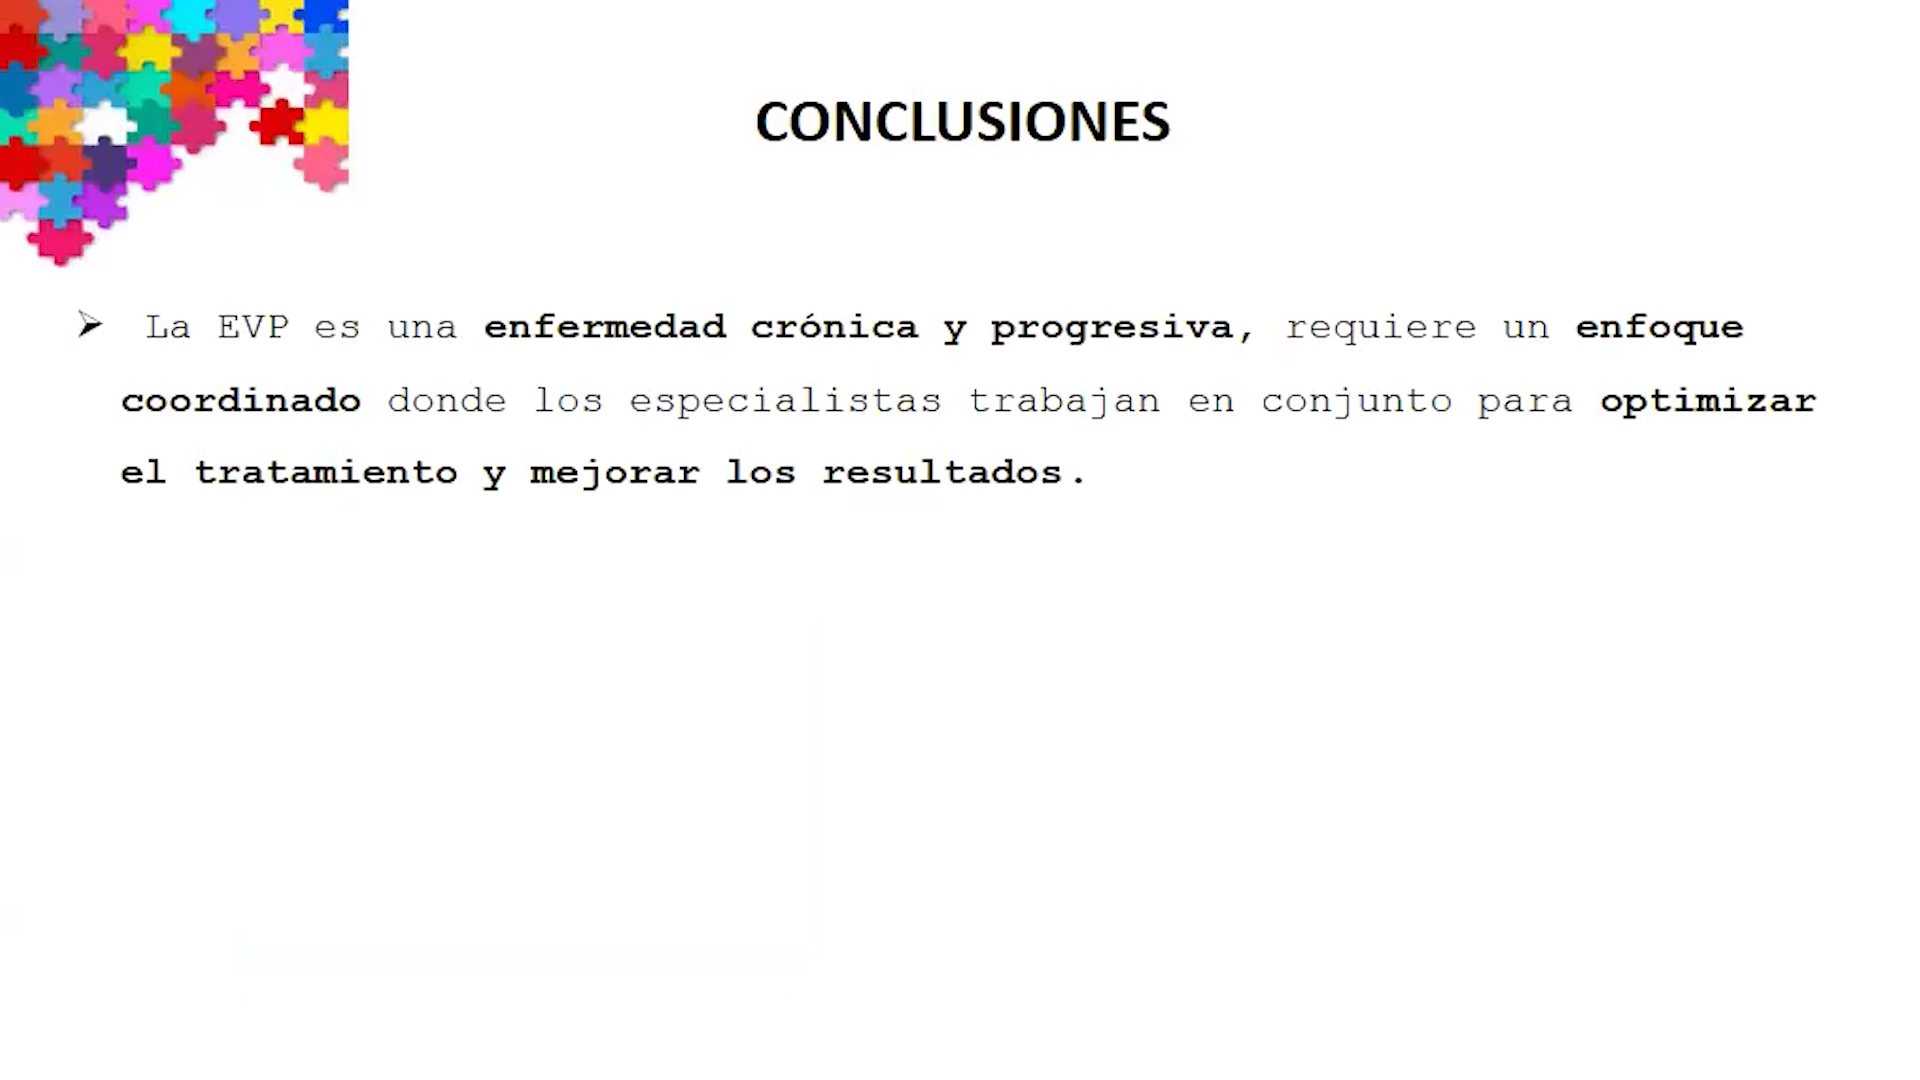 CONCLUSIONES
➢ La EVP es una enfermedad crónica y progresiva, requiere un enfoque
coordinado donde los especialistas trabajan en conjunto para optimizar
el tratamiento y mejorar los resultados.